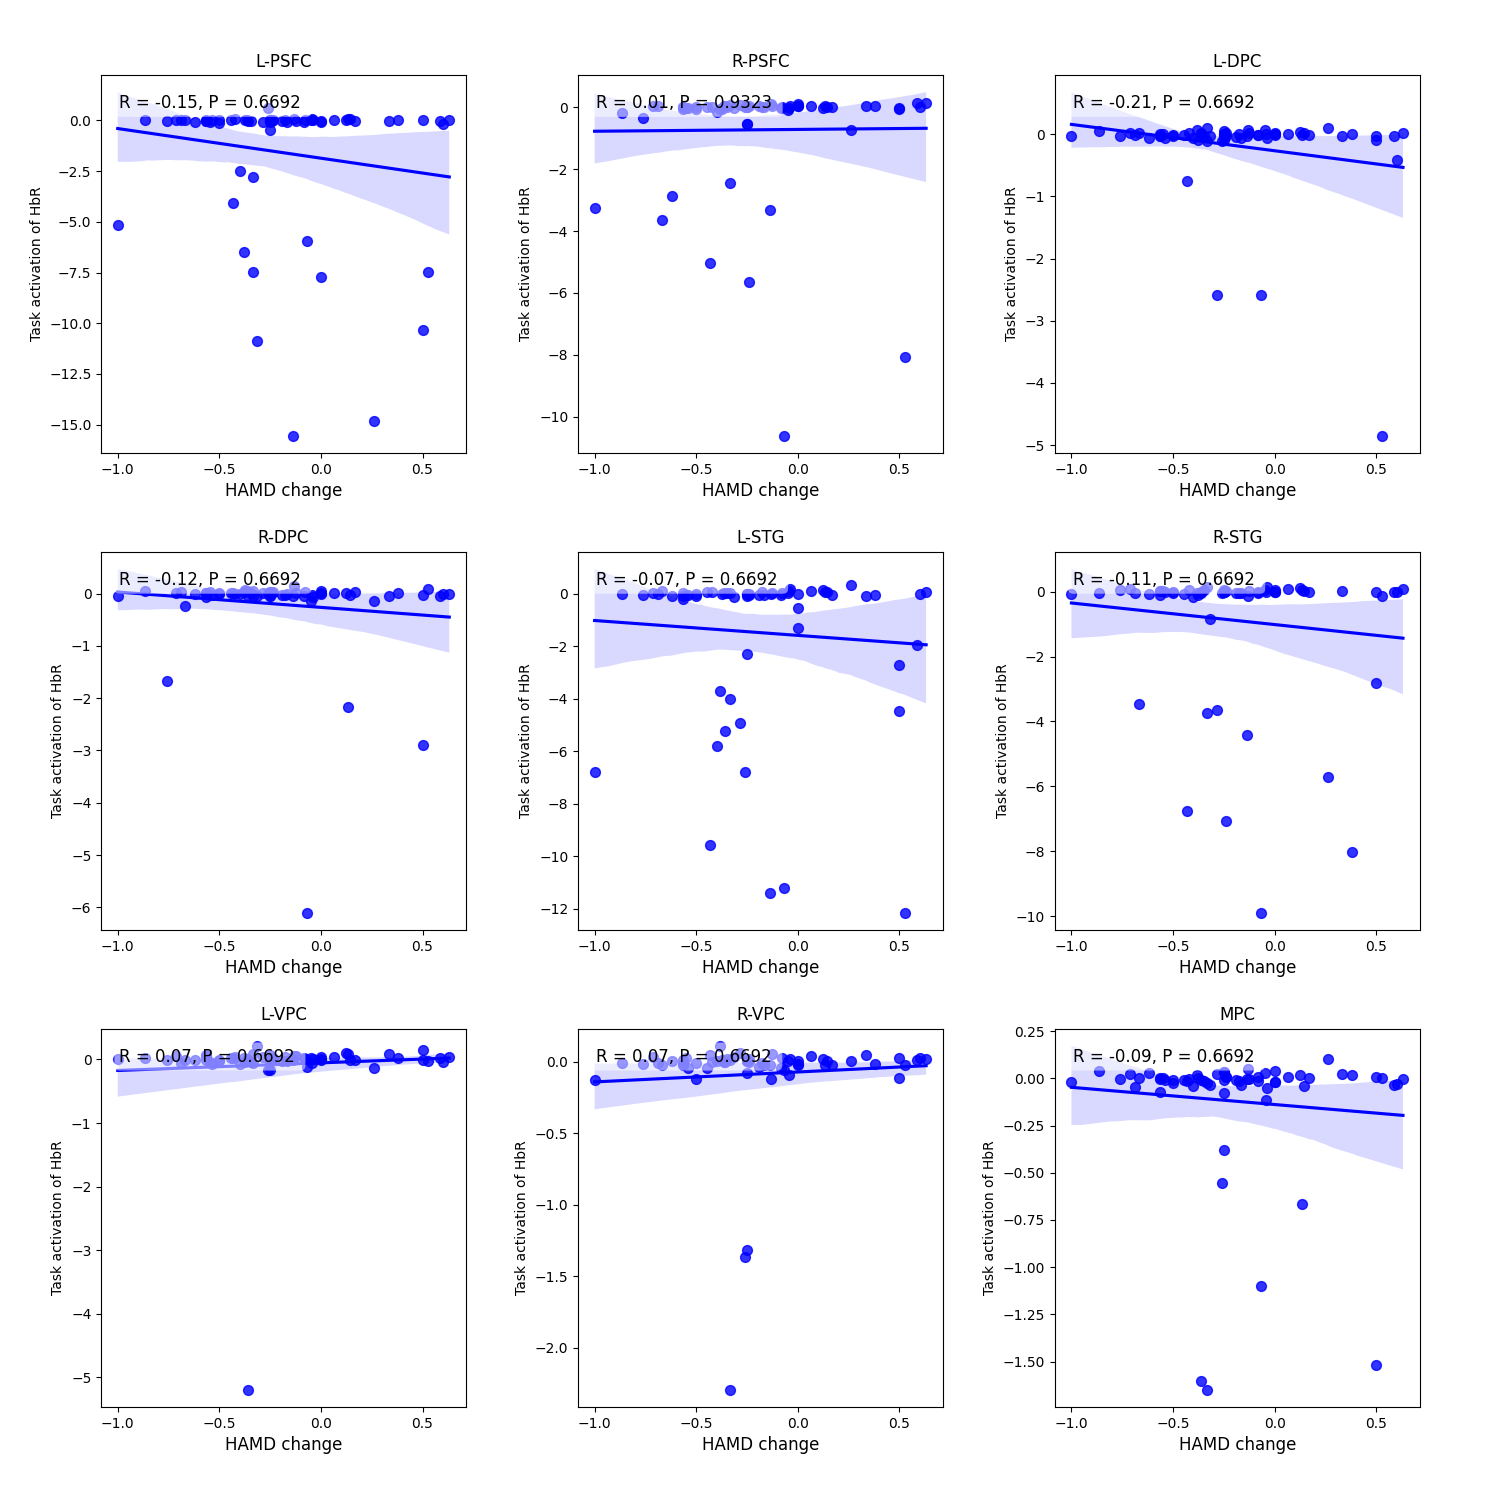 L-PSFC
R = -0.15, P = 0.6692
0.0
−2.5
−5.0
−7.5
−10.0
−12.5
−15.0
Task activation of HbR
−1.0 −0.5 0.0 0.5
HAMD change
R-PSFC
R = 0.01, P = 0.9323
0
−2
−4
−6
−8
−10
Task activation of HbR
−1.0 −0.5 0.0 0.5
HAMD change
L-DPC
R = -0.21, P = 0.6692
0
−1
−2
−3
−4
−5
Task activation of HbR
−1.0 −0.5 0.0 0.5
HAMD change
R-DPC
R = -0.12, P = 0.6692
0
−1
−2
−3
−4
−5
−6
Task activation of HbR
−1.0 −0.5 0.0 0.5
HAMD change
L-STG
R = -0.07, P = 0.6692
0
−2
−4
−6
−8
−10
−12
Task activation of HbR
−1.0 −0.5 0.0 0.5
HAMD change
R-STG
R = -0.11, P = 0.6692
0
−2
−4
−6
−8
−10
Task activation of HbR
−1.0 −0.5 0.0 0.5
HAMD change
L-VPC
R = 0.07, P = 0.6692
0
−1
−2
−3
−4
−5
Task activation of HbR
−1.0 −0.5 0.0 0.5
HAMD change
R-VPC
R = 0.07, P = 0.6692
0.0
−0.5
−1.0
−1.5
−2.0
Task activation of HbR
−1.0 −0.5 0.0 0.5
HAMD change
MPC
R = -0.09, P = 0.6692
0.25
0.00
−0.25
−0.50
−0.75
−1.00
−1.25
−1.50
Task activation of HbR
−1.0 −0.5 0.0 0.5
HAMD change